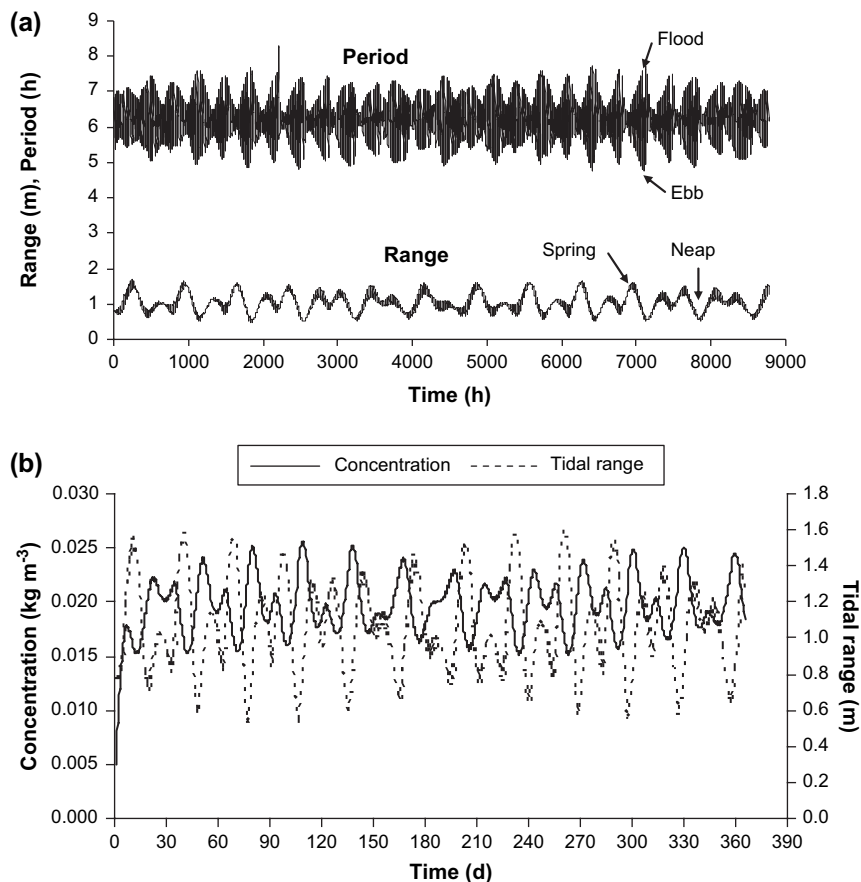 (a)
Range (m), Period (h)
9
8
7
6
5
4
3
2
1
0
Period
Flood
Ebb
Range
Spring
Neap
0 1000 2000 3000 4000 5000 6000 7000 8000 9000
Time (h)
(b)
Concentration
Tidal range
Concentration (kg m⁻³)
0.030
0.025
0.020
0.015
0.010
0.005
0.000
1.8
1.6
1.4
1.2
1.0
0.8
0.6
0.4
0.2
0.0
Tidal range (m)
0 30 60 90 120 150 180 210 240 270 300 330 360 390
Time (d)